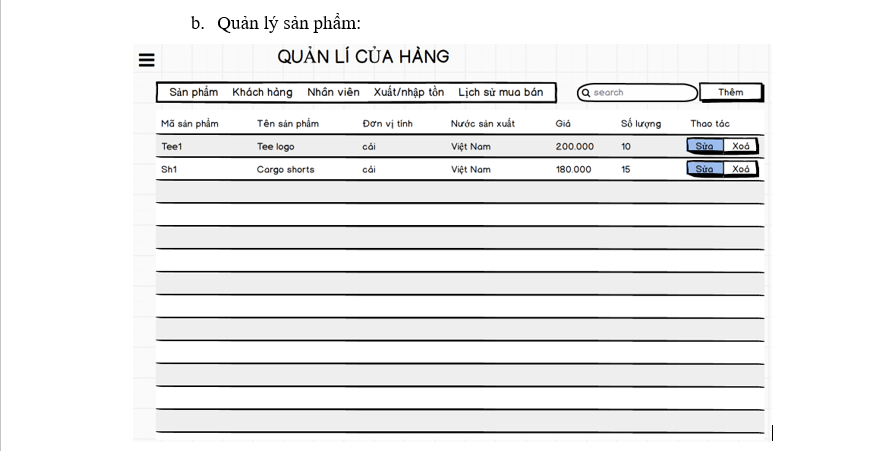 b. Quản lý sản phẩm:
QUẢN LÍ CỦA HÀNG
Sản phẩm Khách hàng Nhân viên Xuất/nhập tồn Lịch sử mua bán search Thêm
Mã sản phẩm Tên sản phẩm Đơn vị tính Nước sản xuất Giá Số lượng Thao tác
Tee1 Tee logo cái Việt Nam 200.000 10 Sửa Xoá
Sh1 Cargo shorts cái Việt Nam 180.000 15 Sửa Xoá